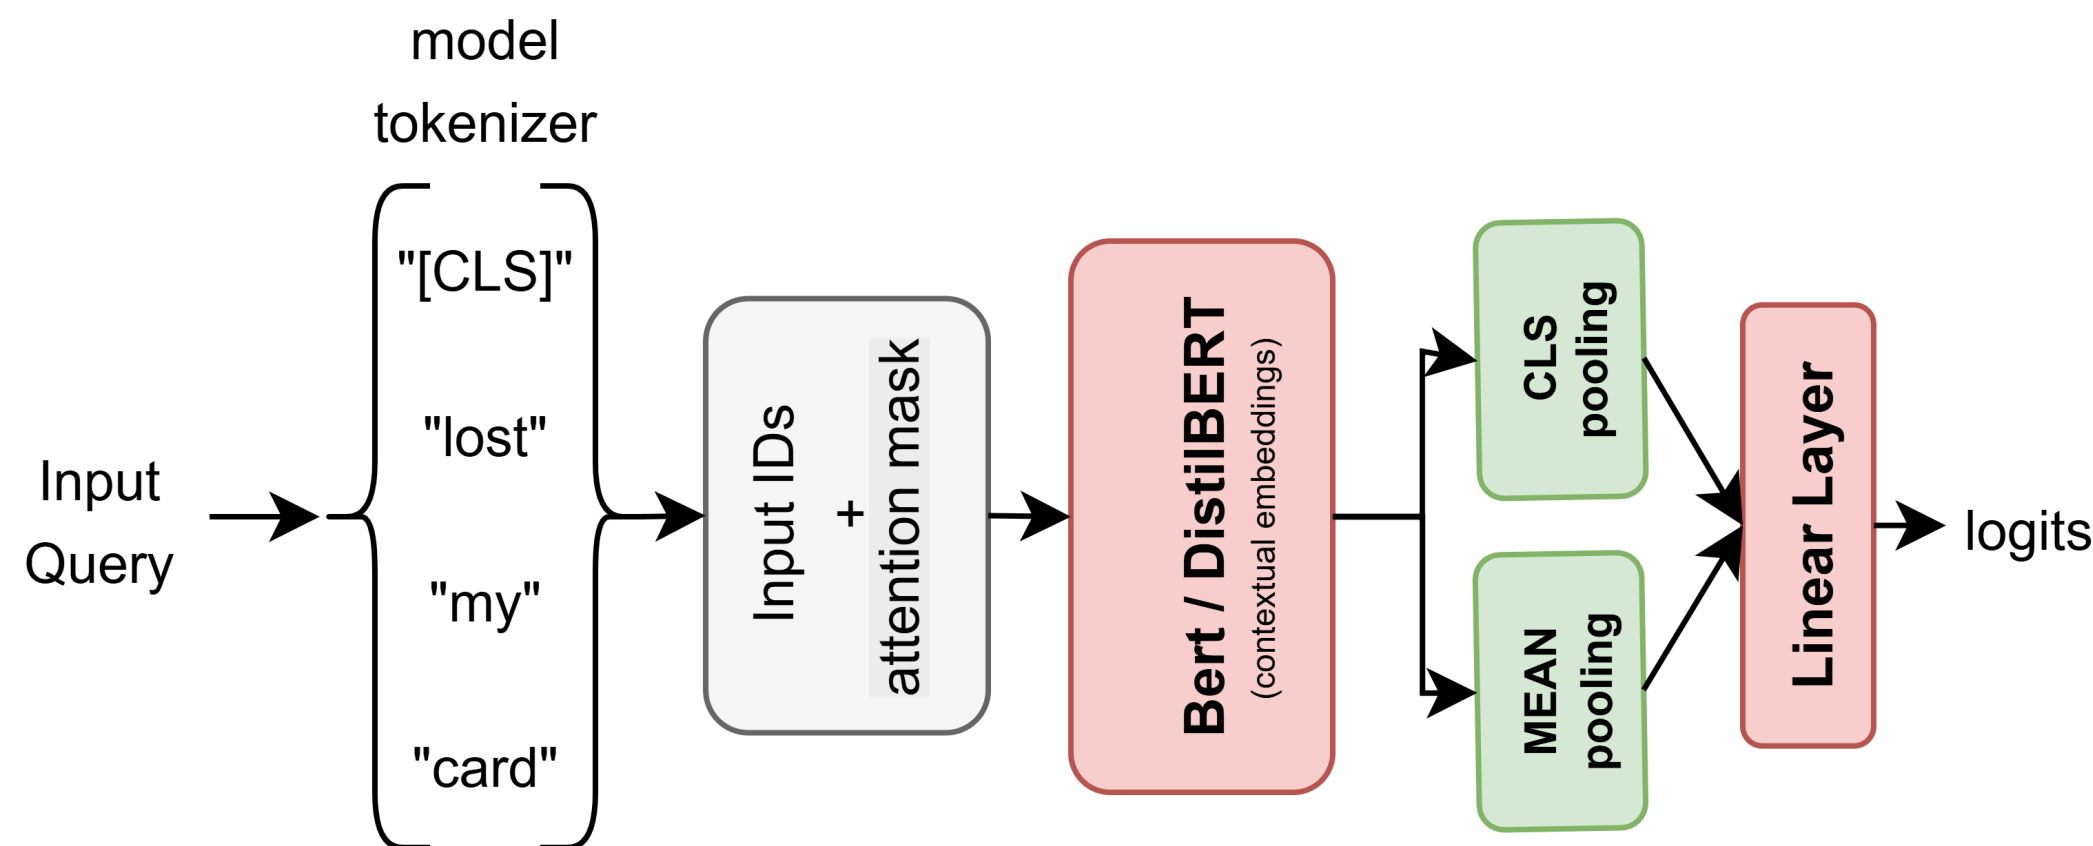 model
tokenizer
Input
Query
"[CLS]"
"lost"
"my"
"card"
Input IDs
+
attention mask
Bert / DistilBERT
(contextual embeddings)
CLS
pooling
MEAN
pooling
Linear Layer
logits